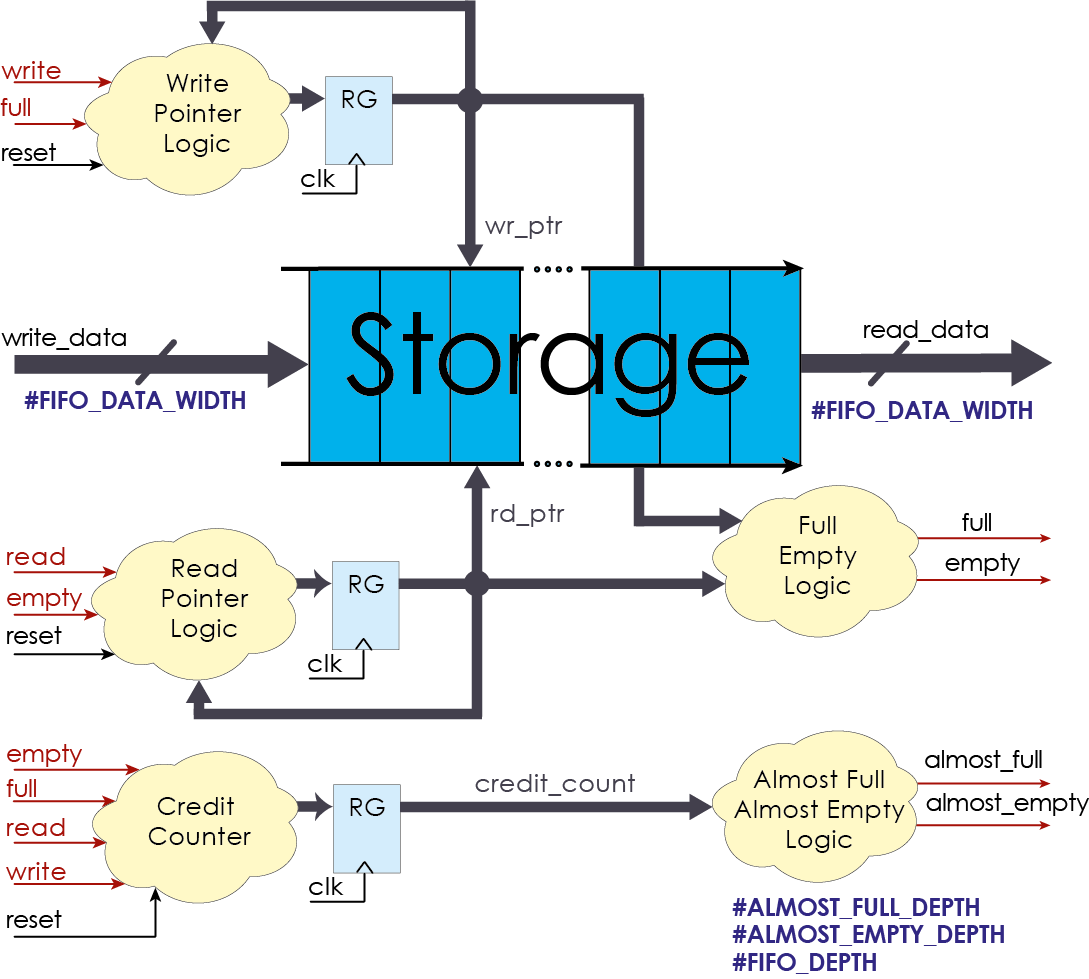 write
full
reset
Write
Pointer
Logic
RG
clk
wr_ptr
write_data
#FIFO_DATA_WIDTH
Storage
read_data
#FIFO_DATA_WIDTH
rd_ptr
read
empty
reset
Read
Pointer
Logic
RG
clk
Full
Empty
Logic
full
empty
empty
full
read
write
reset
Credit
Counter
RG
clk
credit_count
Almost Full
Almost Empty
Logic
almost_full
almost_empty
#ALMOST_FULL_DEPTH
#ALMOST_EMPTY_DEPTH
#FIFO_DEPTH